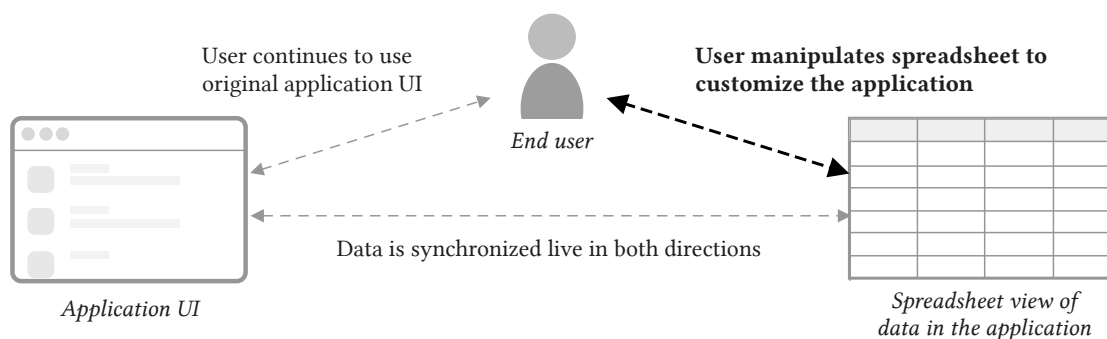 User continues to use
original application UI
User manipulates spreadsheet to
customize the application
End user
Data is synchronized live in both directions
Application UI
Spreadsheet view of
data in the application